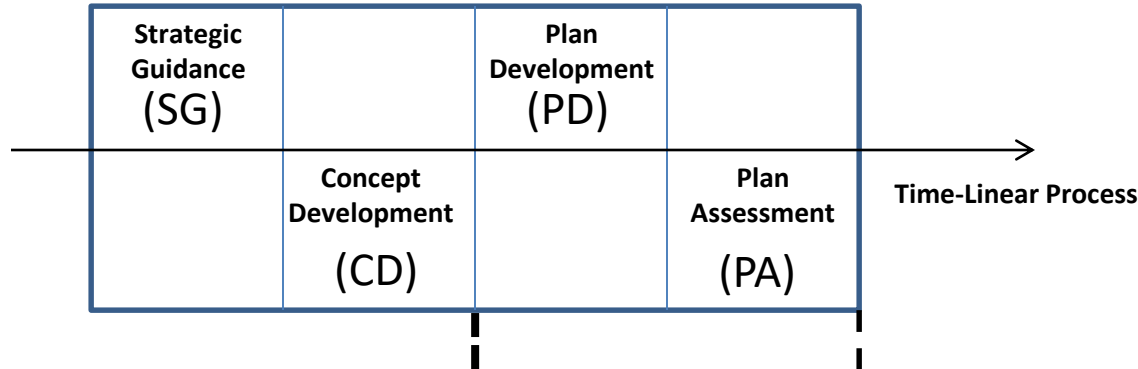 Strategic
Guidance
(SG)
Plan
Development
(PD)
Concept
Development
(CD)
Plan
Assessment
(PA)
Time-Linear Process